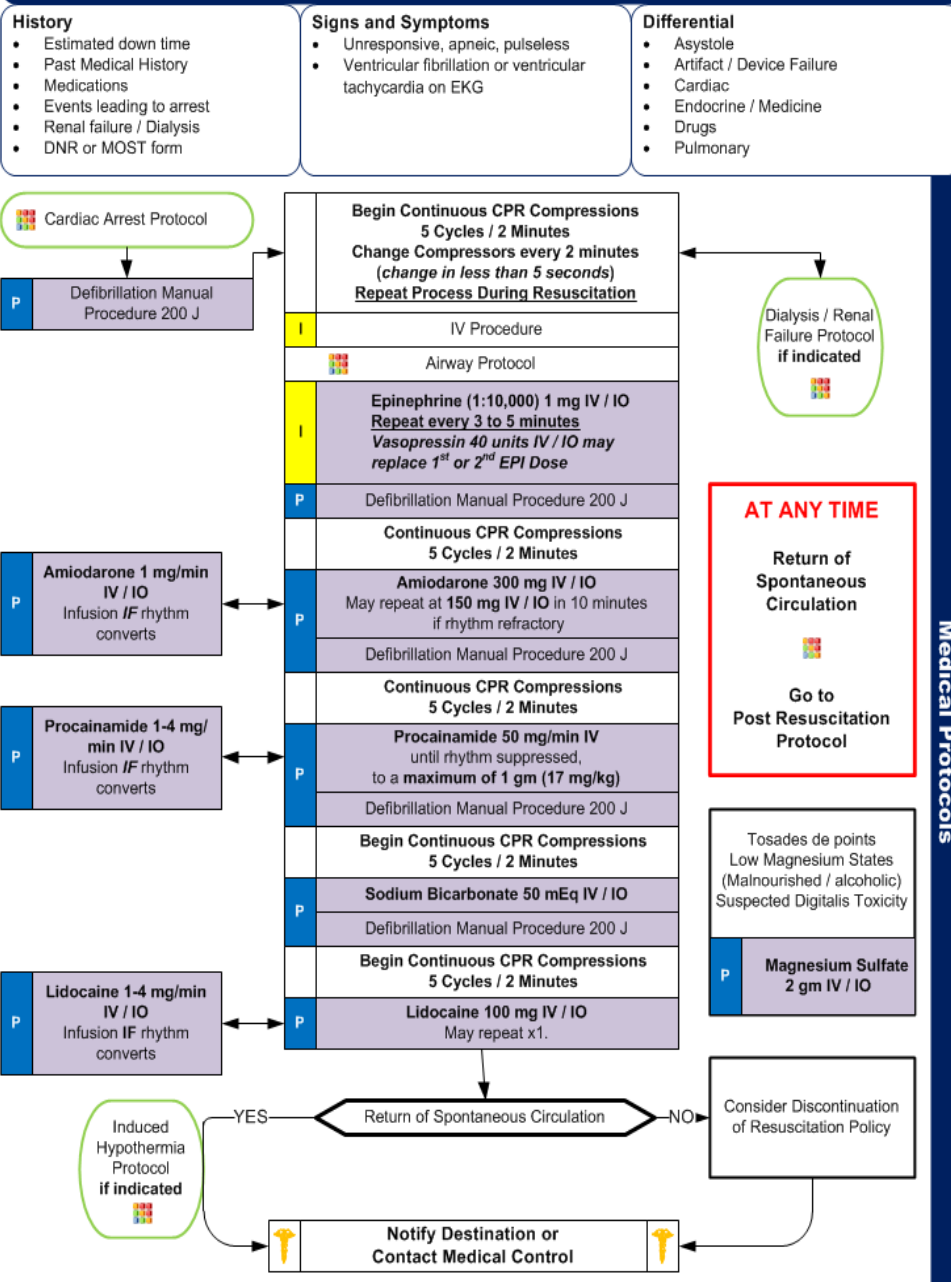 History
• Estimated down time
• Past Medical History
• Medications
• Events leading to arrest
• Renal failure / Dialysis
• DNR or MOST form
Signs and Symptoms
• Unresponsive, apneic, pulseless
• Ventricular fibrillation or ventricular
tachycardia on EKG
Differential
• Asystole
• Artifact / Device Failure
• Cardiac
• Endocrine / Medicine
• Drugs
• Pulmonary
Cardiac Arrest Protocol
P
Defibrillation Manual
Procedure 200 J
Begin Continuous CPR Compressions
5 Cycles / 2 Minutes
Change Compressors every 2 minutes
(change in less than 5 seconds)
Repeat Process During Resuscitation
I
IV Procedure
Airway Protocol
I
Epinephrine (1:10,000) 1 mg IV / IO
Repeat every 3 to 5 minutes
Vasopressin 40 units IV / IO may
replace 1st or 2nd EPI Dose
P
Defibrillation Manual Procedure 200 J
Continuous CPR Compressions
5 Cycles / 2 Minutes
P
Amiodarone 300 mg IV / IO
May repeat at 150 mg IV / IO in 10 minutes
if rhythm refractory
Defibrillation Manual Procedure 200 J
Continuous CPR Compressions
5 Cycles / 2 Minutes
P
Procainamide 50 mg/min IV
until rhythm suppressed,
to a maximum of 1 gm (17 mg/kg)
Defibrillation Manual Procedure 200 J
Begin Continuous CPR Compressions
5 Cycles / 2 Minutes
P
Sodium Bicarbonate 50 mEq IV / IO
Defibrillation Manual Procedure 200 J
Begin Continuous CPR Compressions
5 Cycles / 2 Minutes
P
Lidocaine 100 mg IV / IO
May repeat x1.
P
Amiodarone 1 mg/min
IV / IO
Infusion IF rhythm
converts
P
Procainamide 1-4 mg/
min IV / IO
Infusion IF rhythm
converts
P
Lidocaine 1-4 mg/min
IV / IO
Infusion IF rhythm
converts
Dialysis / Renal
Failure Protocol
if indicated
AT ANY TIME
Return of
Spontaneous
Circulation
Go to
Post Resuscitation
Protocol
Tosades de points
Low Magnesium States
(Malnourished / alcoholic)
Suspected Digitalis Toxicity
P
Magnesium Sulfate
2 gm IV / IO
Medical Protocols
Return of Spontaneous Circulation
YES
NO
Induced
Hypothermia
Protocol
if indicated
Consider Discontinuation
of Resuscitation Policy
Notify Destination or
Contact Medical Control